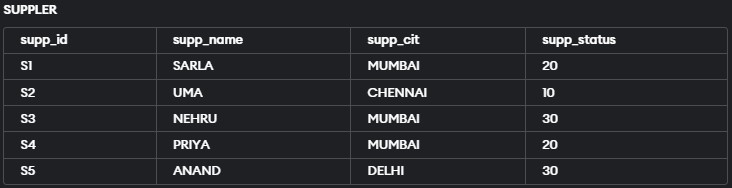 SUPPLER
supp_id supp_name supp_cit supp_status
S1 SARLA MUMBAI 20
S2 UMA CHENNAI 10
S3 NEHRU MUMBAI 30
S4 PRIYA MUMBAI 20
S5 ANAND DELHI 30